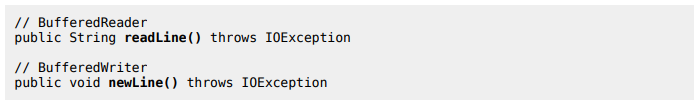 // BufferedReader
public String readLine() throws IOException
// BufferedWriter
public void newLine() throws IOException